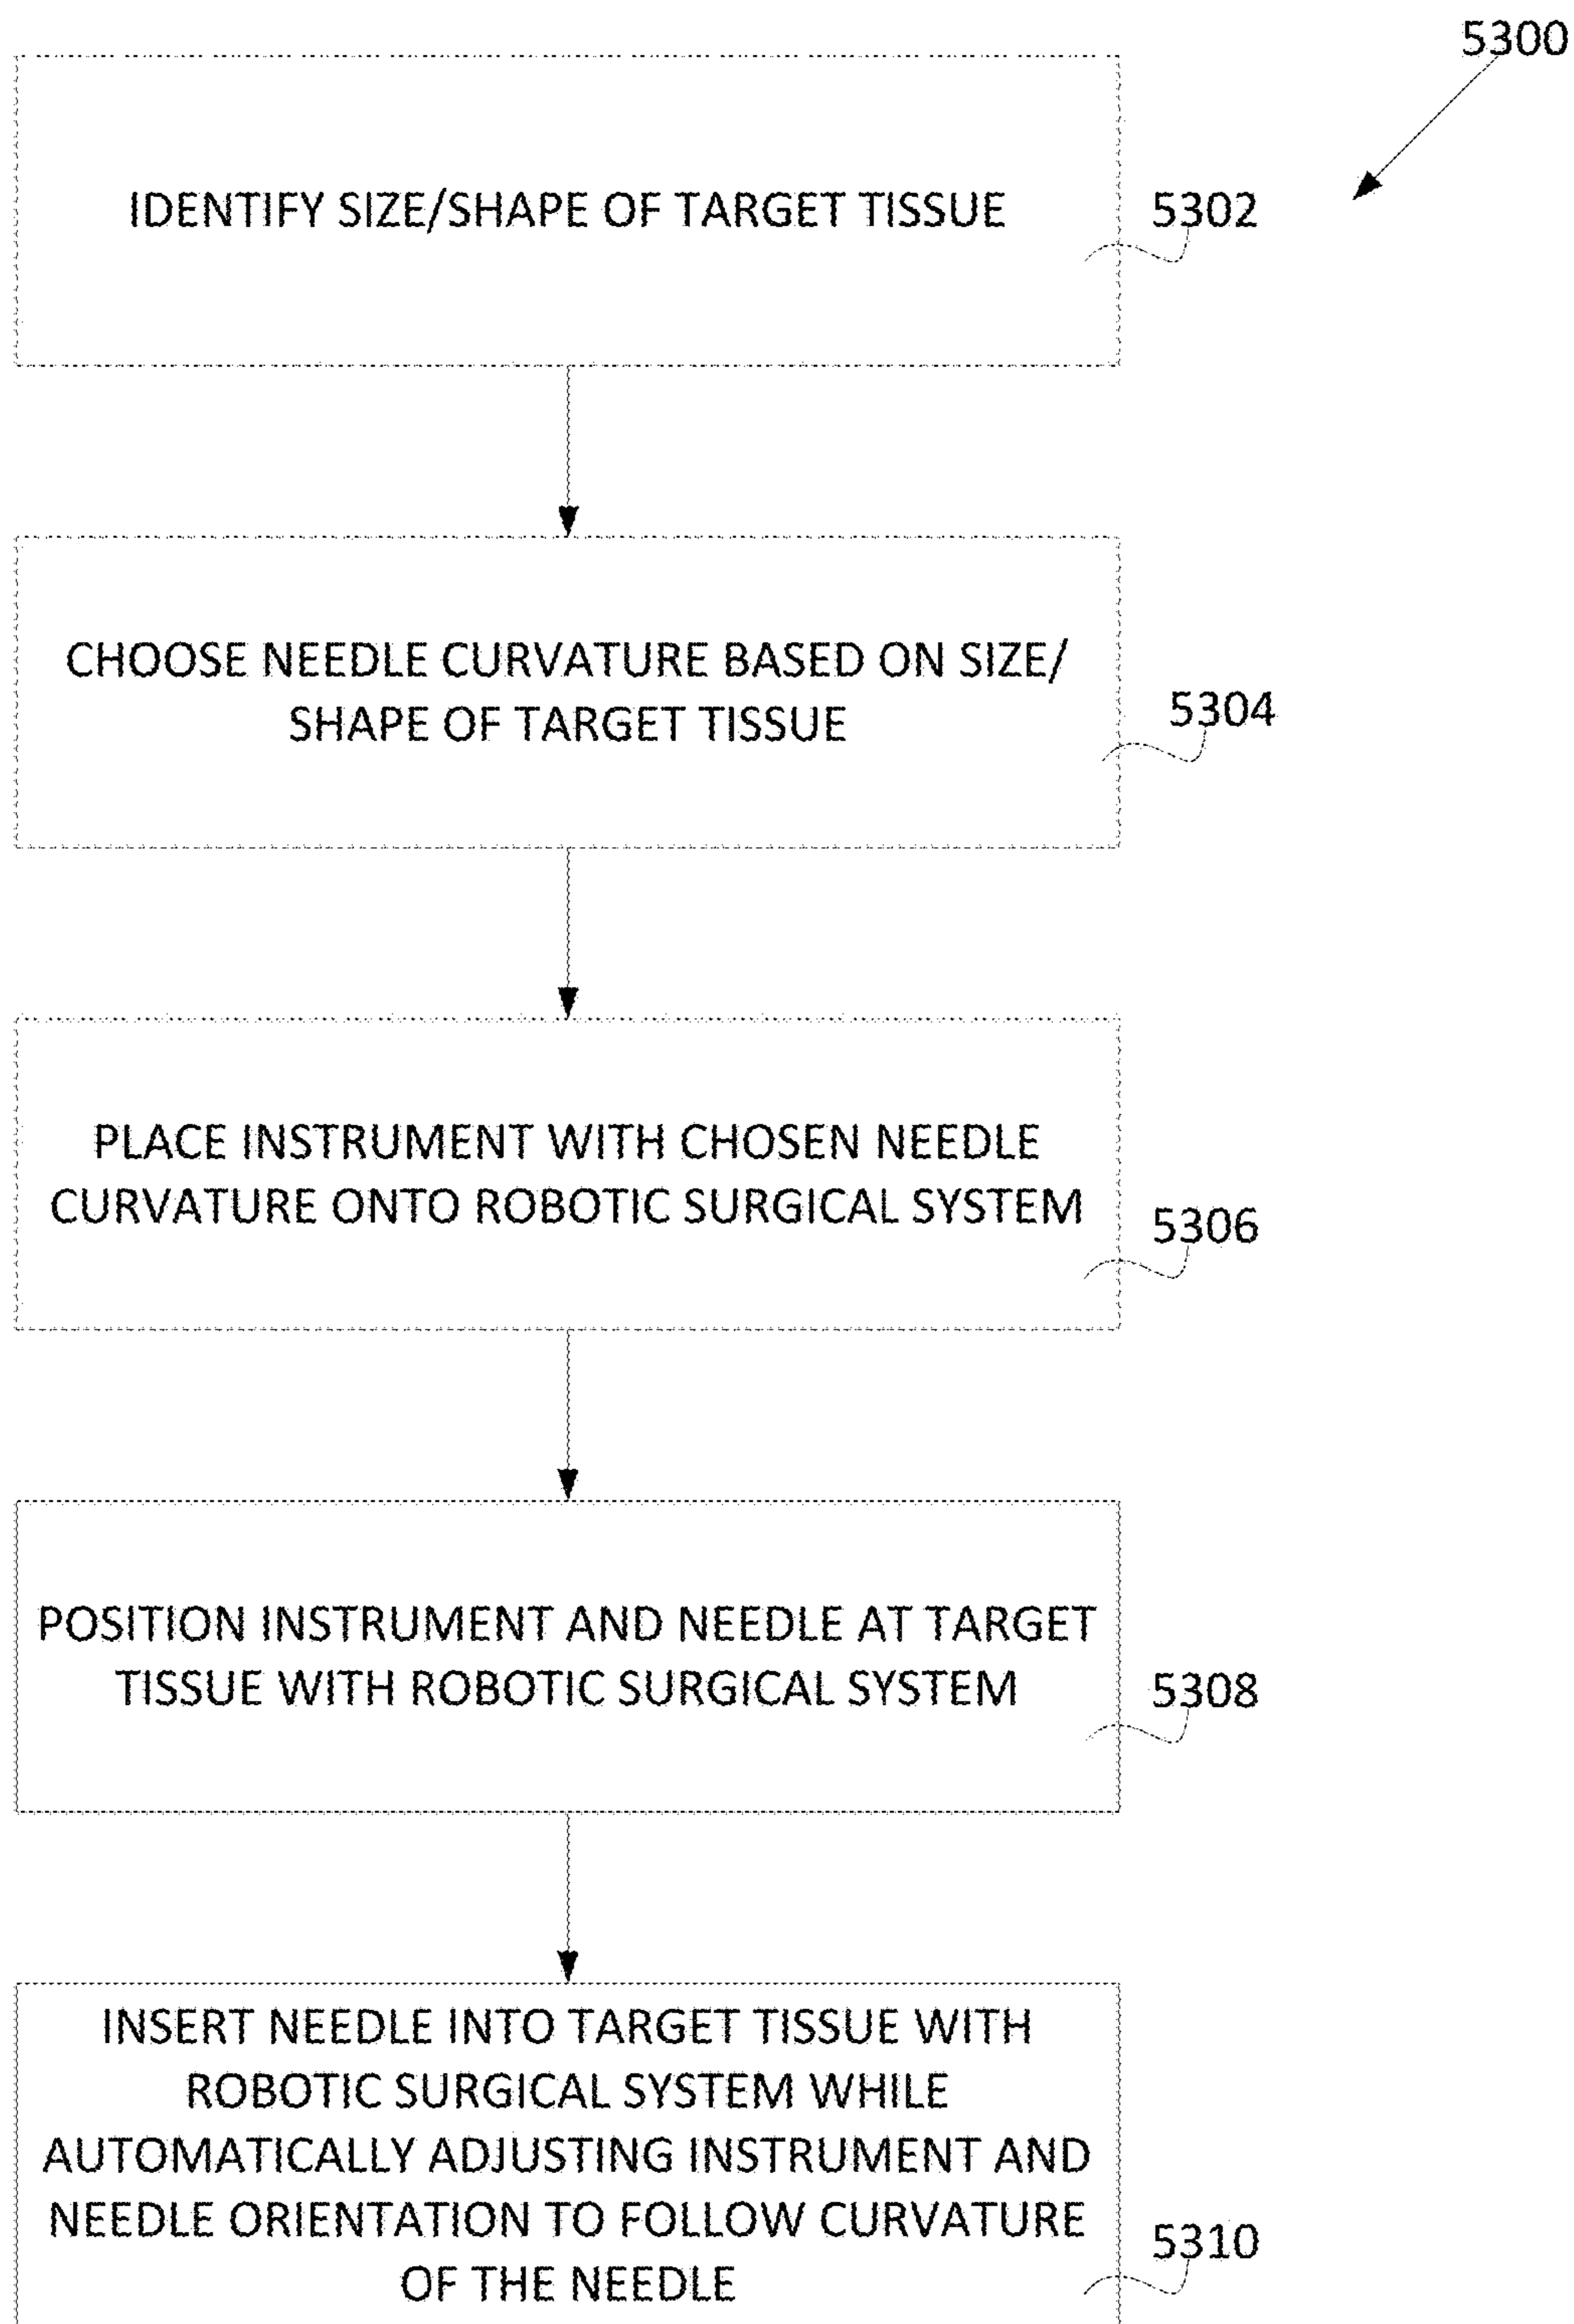 5300
IDENTIFY SIZE/SHAPE OF TARGET TISSUE
5302
CHOOSE NEEDLE CURVATURE BASED ON SIZE/
SHAPE OF TARGET TISSUE
5304
PLACE INSTRUMENT WITH CHOSEN NEEDLE
CURVATURE ONTO ROBOTIC SURGICAL SYSTEM
5306
POSITION INSTRUMENT AND NEEDLE AT TARGET
TISSUE WITH ROBOTIC SURGICAL SYSTEM
5308
INSERT NEEDLE INTO TARGET TISSUE WITH
ROBOTIC SURGICAL SYSTEM WHILE
AUTOMATICALLY ADJUSTING INSTRUMENT AND
NEEDLE ORIENTATION TO FOLLOW CURVATURE
OF THE NEEDLE
5310